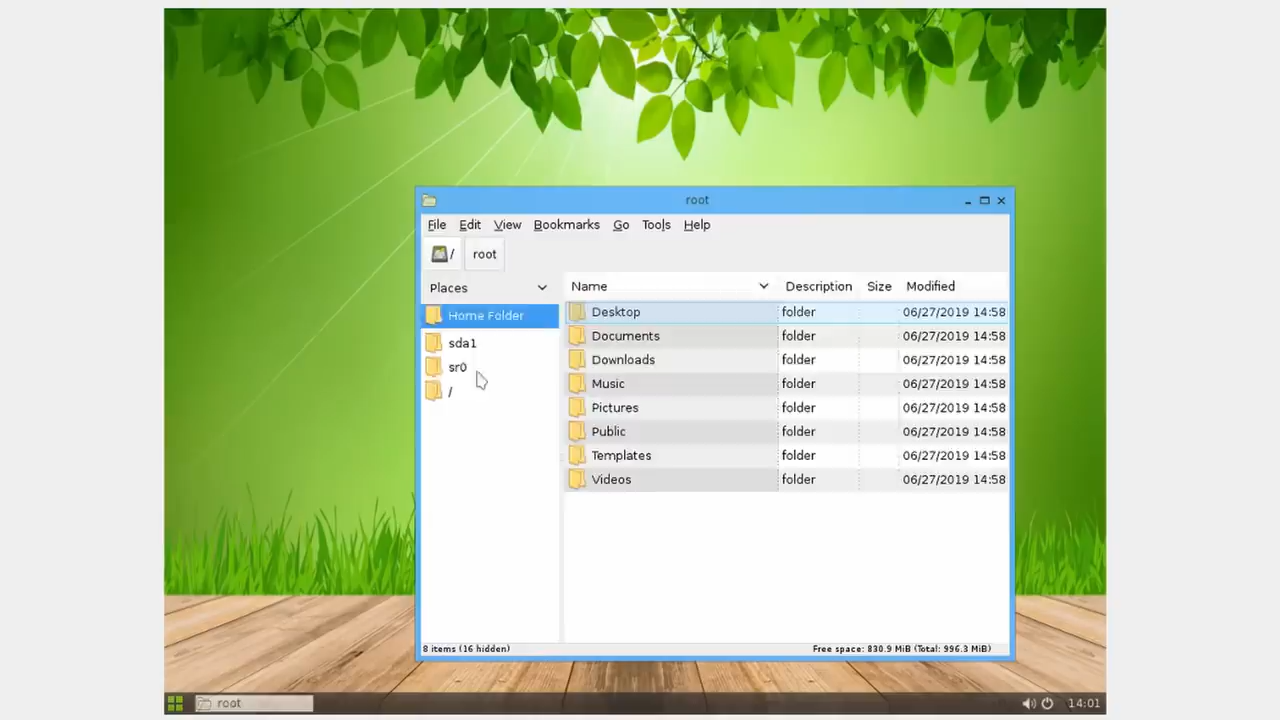 root
File Edit View Bookmarks Go Tools Help
/ root
Places
Name Description Size Modified
Home Folder
sda1
sr0
/
Desktop folder 06/27/2019 14:58
Documents folder 06/27/2019 14:58
Downloads folder 06/27/2019 14:58
Music folder 06/27/2019 14:58
Pictures folder 06/27/2019 14:58
Public folder 06/27/2019 14:58
Templates folder 06/27/2019 14:58
Videos folder 06/27/2019 14:58
8 items (16 hidden) Free space: 830.9 MiB (Total: 996.3 MiB)
root 14:01